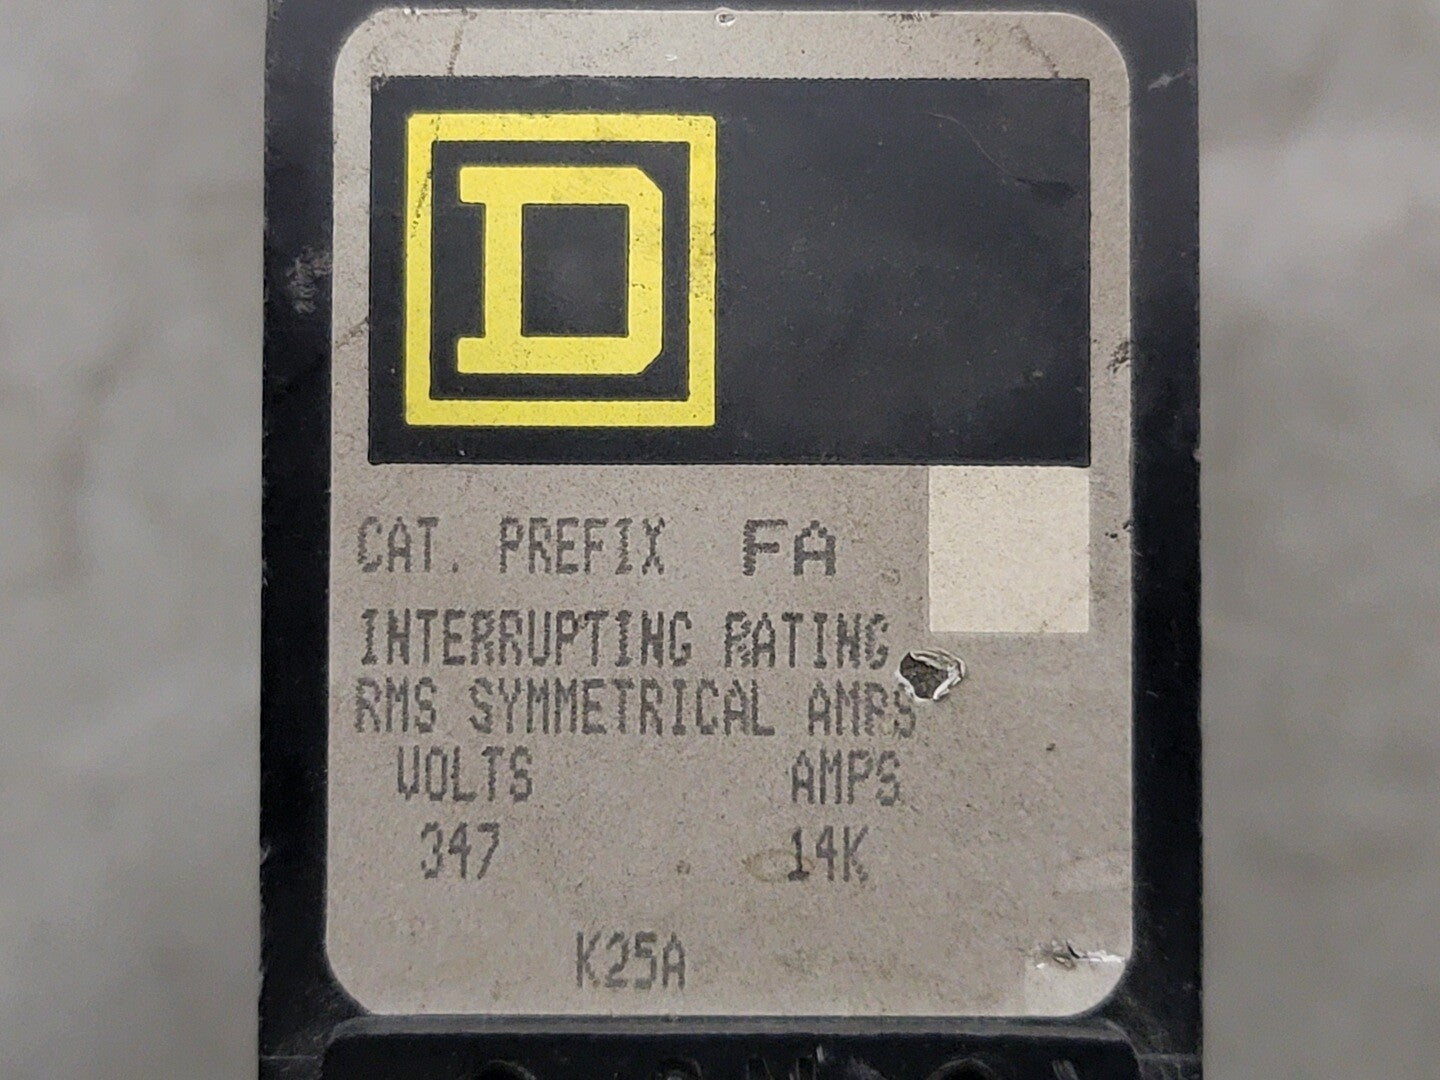 D
CAT. PREFIX FA
INTERRUPTING RATING
RMS SYMMETRICAL AMPS
VOLTS AMPS
347 14K
K25A